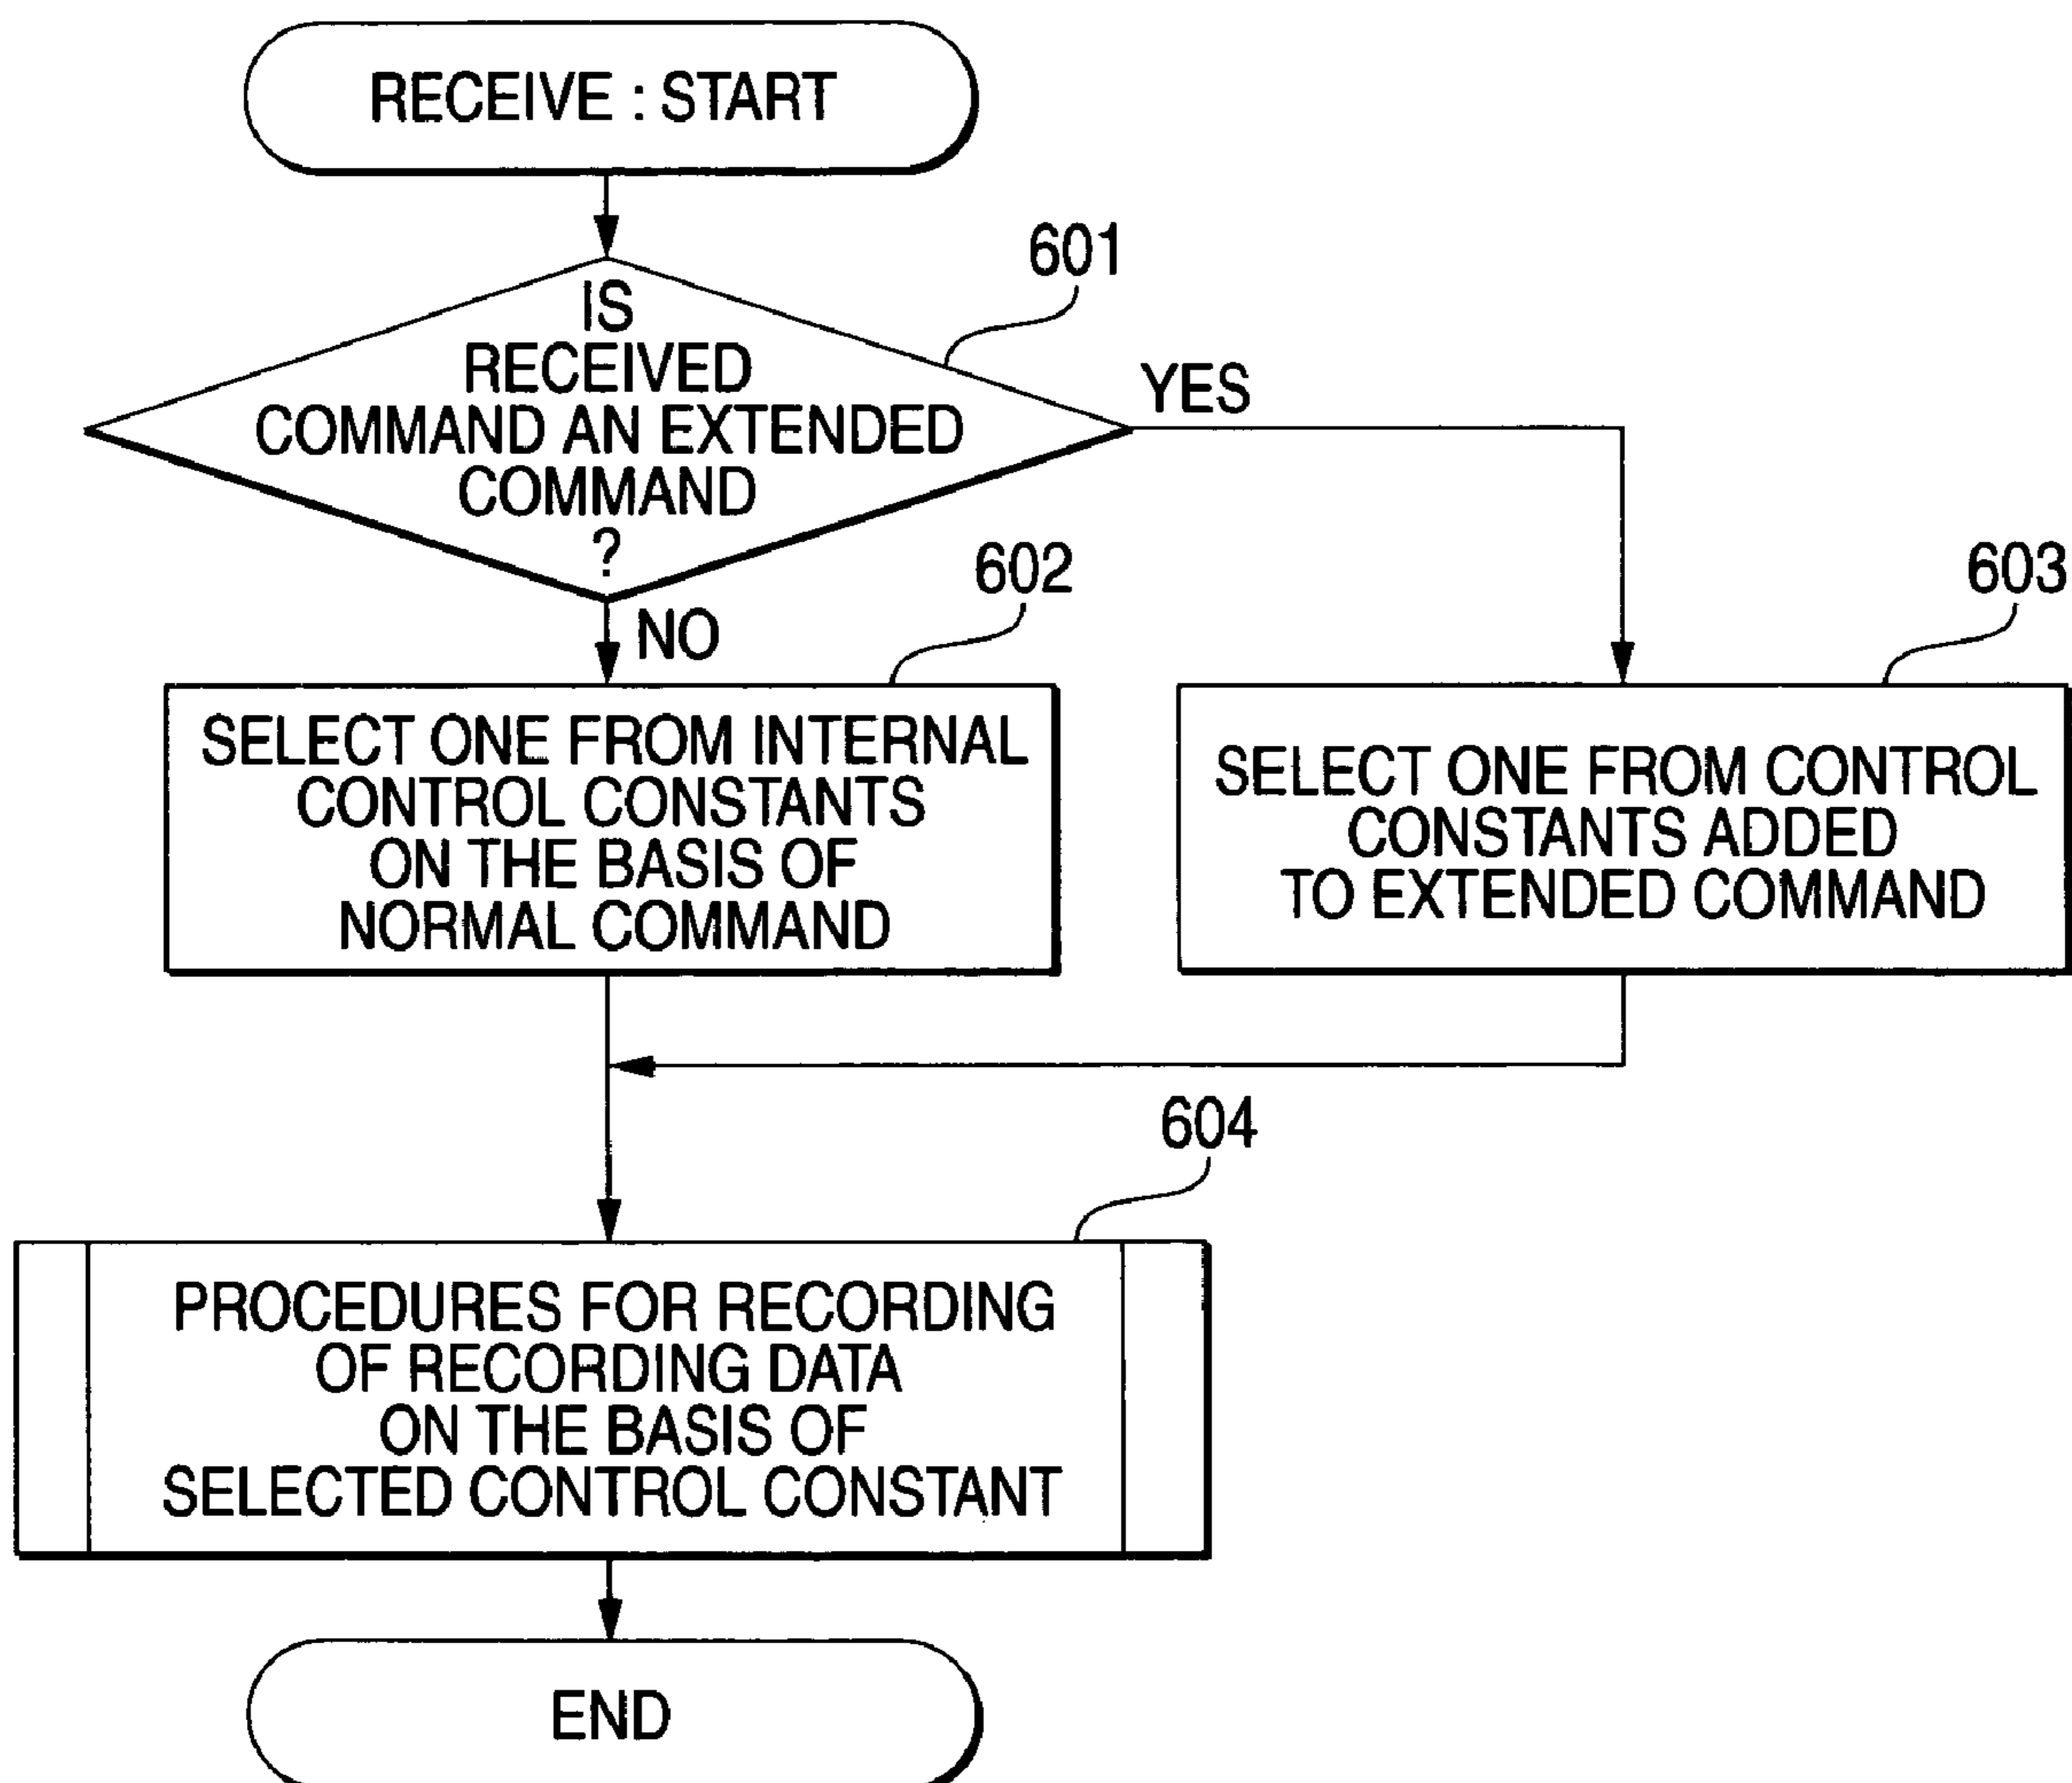 RECEIVE : START
601
IS
RECEIVED
COMMAND AN EXTENDED
COMMAND
?
YES
NO
602
SELECT ONE FROM INTERNAL
CONTROL CONSTANTS
ON THE BASIS OF
NORMAL COMMAND
603
SELECT ONE FROM CONTROL
CONSTANTS ADDED
TO EXTENDED COMMAND
604
PROCEDURES FOR RECORDING
OF RECORDING DATA
ON THE BASIS OF
SELECTED CONTROL CONSTANT
END